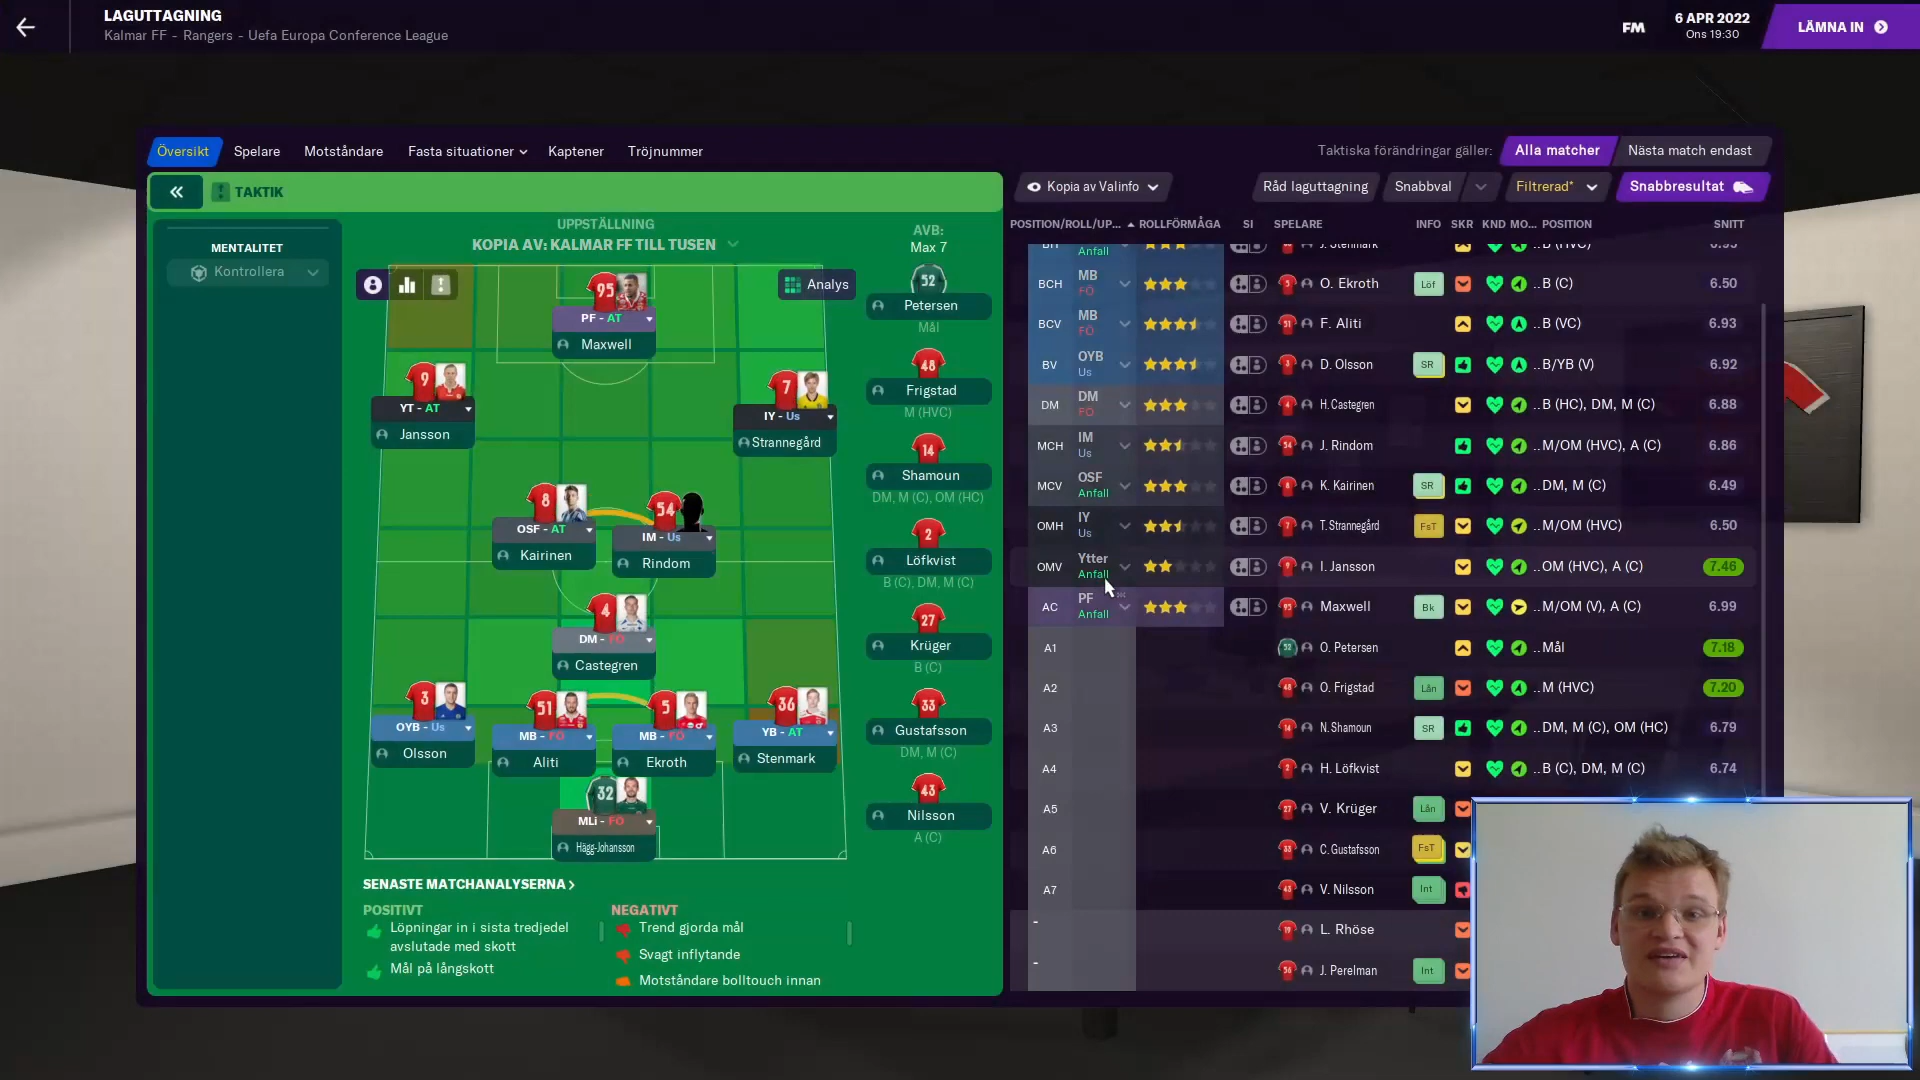 LAGUTTAGNING
Kalmar FF - Rangers - Uefa Europa Conference League
FM
6 APR 2022
Ons 19:30
LÄMNA IN
Översikt
Spelare
Motståndare
Fasta situationer
Kaptener
Tröjnummer
Taktiska förändringar gäller:
Alla matcher
Nästa match endast
TAKTIK
Kopia av Valinfo
Råd laguttagning
Snabbval
Filtrerad*
Snabbresultat
MENTALITET
Kontrollera
UPPSTÄLLNING
KOPIA AV: KALMAR FF TILL TUSEN
Analys
95
PF - AT
Maxwell
9
YT - AT
Jansson
7
IY - Us
Strannegård
8
OSF - AT
Kairinen
54
IM - Us
Rindom
4
DM - FÖ
Castegren
3
OYB - Us
Olsson
51
MB - FÖ
Aliti
5
MB - FÖ
Ekroth
36
YB - AT
Stenmark
32
MLi - FÖ
Hägg-Johansson
AVB:
Max 7
52
Petersen
Mål
48
Frigstad
M (HVC)
14
Shamoun
DM, M (C), OM (HC)
2
Löfkvist
B (C), DM, M (C)
27
Krüger
B (C)
33
Gustafsson
DM, M (C)
43
Nilsson
A (C)
SENASTE MATCHANALYSERNA
POSITIVT
Löpningar in i sista tredjedel
avslutade med skott
Mål på långskott
NEGATIVT
Trend gjorda mål
Svagt inflytande
Motståndare bolltouch innan
POSITION/ROLL/UP... ROLLFÖRMÅGA SI SPELARE INFO SKR KND MO... POSITION SNITT
Anfall J. Stenmark B (HVC) 6.93
BCH MB FÖ O. Ekroth Löf ..B (C) 6.50
BCV MB FÖ F. Aliti ..B (VC) 6.93
BV OYB Us D. Olsson SR ..B/YB (V) 6.92
DM DM FÖ H. Castegren ..B (HC), DM, M (C) 6.88
MCH IM Us J. Rindom ..M/OM (HVC), A (C) 6.86
MCV OSF Anfall K. Kairinen SR ..DM, M (C) 6.49
OMH IY Us T. Strannegård FsT ..M/OM (HVC) 6.50
OMV Ytter Anfall I. Jansson ..OM (HVC), A (C) 7.46
AC PF Anfall Maxwell Bk ..M/OM (V), A (C) 6.99
A1 O. Petersen ..Mål 7.18
A2 O. Frigstad Lån ..M (HVC) 7.20
A3 N. Shamoun SR ..DM, M (C), OM (HC) 6.79
A4 H. Löfkvist ..B (C), DM, M (C) 6.74
A5 V. Krüger Lån
A6 C. Gustafsson FsT
A7 V. Nilsson Int
- L. Rhöse
- J. Perelman Int